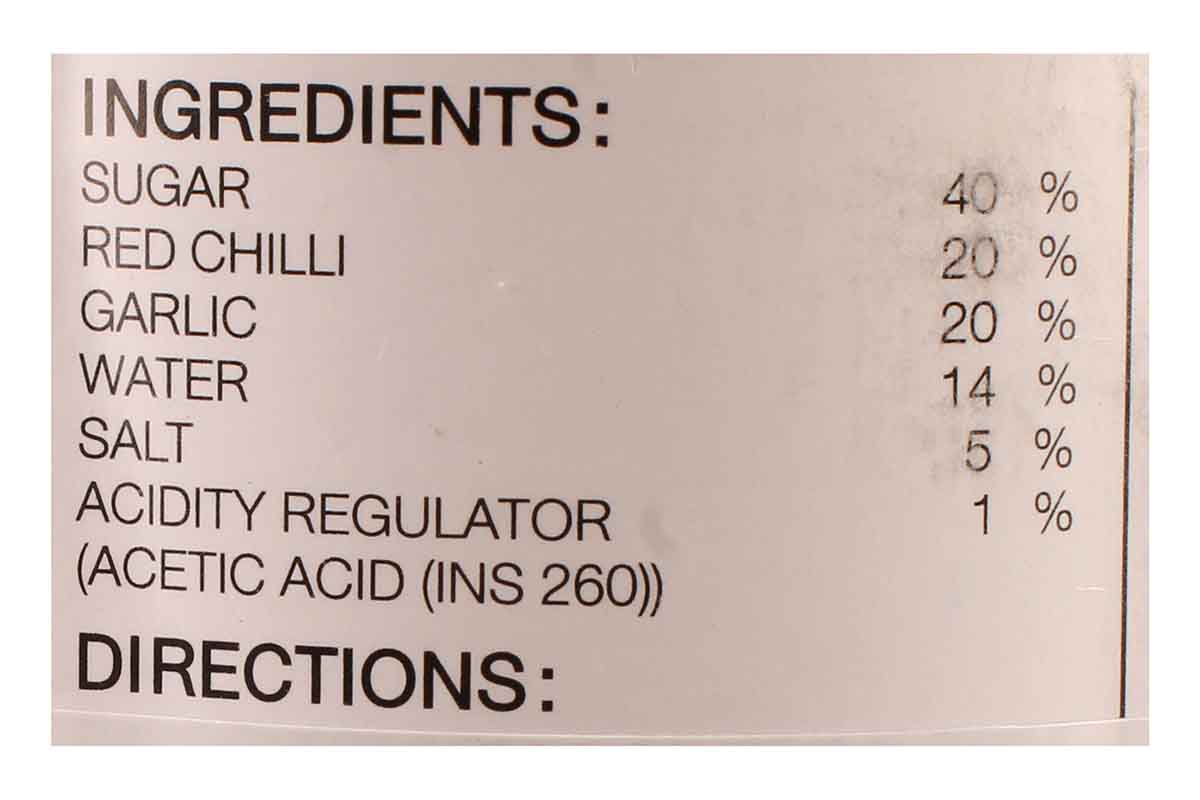 INGREDIENTS:
SUGAR 40 %
RED CHILLI 20 %
GARLIC 20 %
WATER 14 %
SALT 5 %
ACIDITY REGULATOR 1 %
(ACETIC ACID (INS 260))
DIRECTIONS: